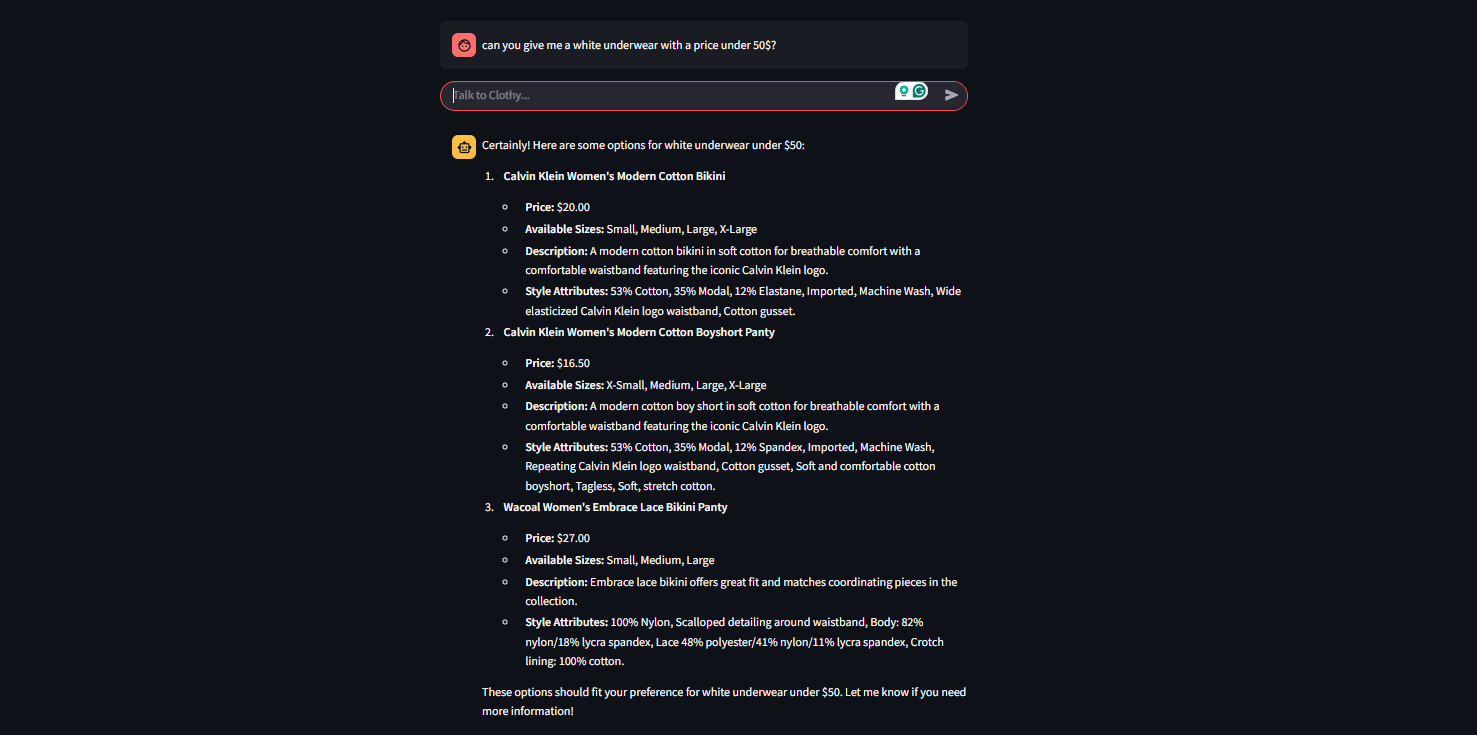 can you give me a white underwear with a price under 50$?
Talk to Clothy...
Certainly! Here are some options for white underwear under $50:
1. Calvin Klein Women's Modern Cotton Bikini
Price: $20.00
Available Sizes: Small, Medium, Large, X-Large
Description: A modern cotton bikini in soft cotton for breathable comfort with a
comfortable waistband featuring the iconic Calvin Klein logo.
Style Attributes: 53% Cotton, 35% Modal, 12% Elastane, Imported, Machine Wash, Wide
elasticized Calvin Klein logo waistband, Cotton gusset.
2. Calvin Klein Women's Modern Cotton Boyshort Panty
Price: $16.50
Available Sizes: X-Small, Medium, Large, X-Large
Description: A modern cotton boy short in soft cotton for breathable comfort with a
comfortable waistband featuring the iconic Calvin Klein logo.
Style Attributes: 53% Cotton, 35% Modal, 12% Spandex, Imported, Machine Wash,
Repeating Calvin Klein logo waistband, Cotton gusset, Soft and comfortable cotton
boyshort, Tagless, Soft, stretch cotton.
3. Wacoal Women's Embrace Lace Bikini Panty
Price: $27.00
Available Sizes: Small, Medium, Large
Description: Embrace lace bikini offers great fit and matches coordinating pieces in the
collection.
Style Attributes: 100% Nylon, Scalloped detailing around waistband, Body: 82%
nylon/18% lycra spandex, Lace 48% polyester/41% nylon/11% lycra spandex, Crotch
lining: 100% cotton.
These options should fit your preference for white underwear under $50. Let me know if you need
more information!